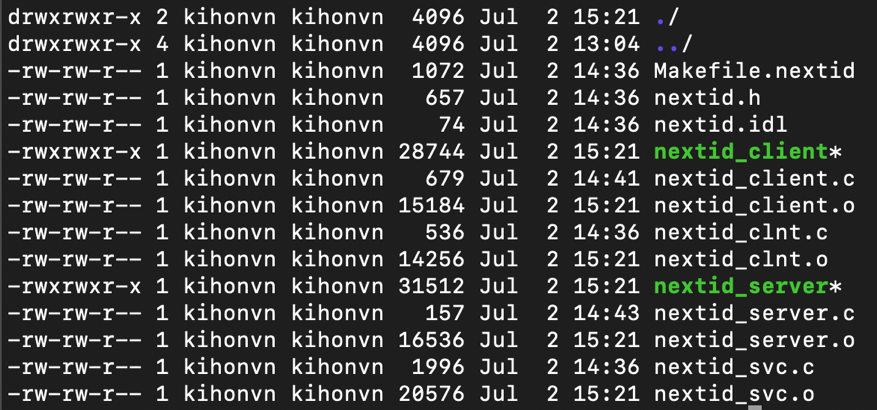 drwxrwxr-x 2 kihonvn kihonvn  4096 Jul  2 15:21 ./
drwxrwxr-x 4 kihonvn kihonvn  4096 Jul  2 13:04 ../
-rw-rw-r-- 1 kihonvn kihonvn  1072 Jul  2 14:36 Makefile.nextid
-rw-rw-r-- 1 kihonvn kihonvn   657 Jul  2 14:36 nextid.h
-rw-rw-r-- 1 kihonvn kihonvn    74 Jul  2 14:36 nextid.idl
-rwxrwxr-x 1 kihonvn kihonvn 28744 Jul  2 15:21 nextid_client*
-rw-rw-r-- 1 kihonvn kihonvn   679 Jul  2 14:41 nextid_client.c
-rw-rw-r-- 1 kihonvn kihonvn 15184 Jul  2 15:21 nextid_client.o
-rw-rw-r-- 1 kihonvn kihonvn   536 Jul  2 14:36 nextid_clnt.c
-rw-rw-r-- 1 kihonvn kihonvn 14256 Jul  2 15:21 nextid_clnt.o
-rwxrwxr-x 1 kihonvn kihonvn 31512 Jul  2 15:21 nextid_server*
-rw-rw-r-- 1 kihonvn kihonvn   157 Jul  2 14:43 nextid_server.c
-rw-rw-r-- 1 kihonvn kihonvn 16536 Jul  2 15:21 nextid_server.o
-rw-rw-r-- 1 kihonvn kihonvn  1996 Jul  2 14:36 nextid_svc.c
-rw-rw-r-- 1 kihonvn kihonvn 20576 Jul  2 15:21 nextid_svc.o